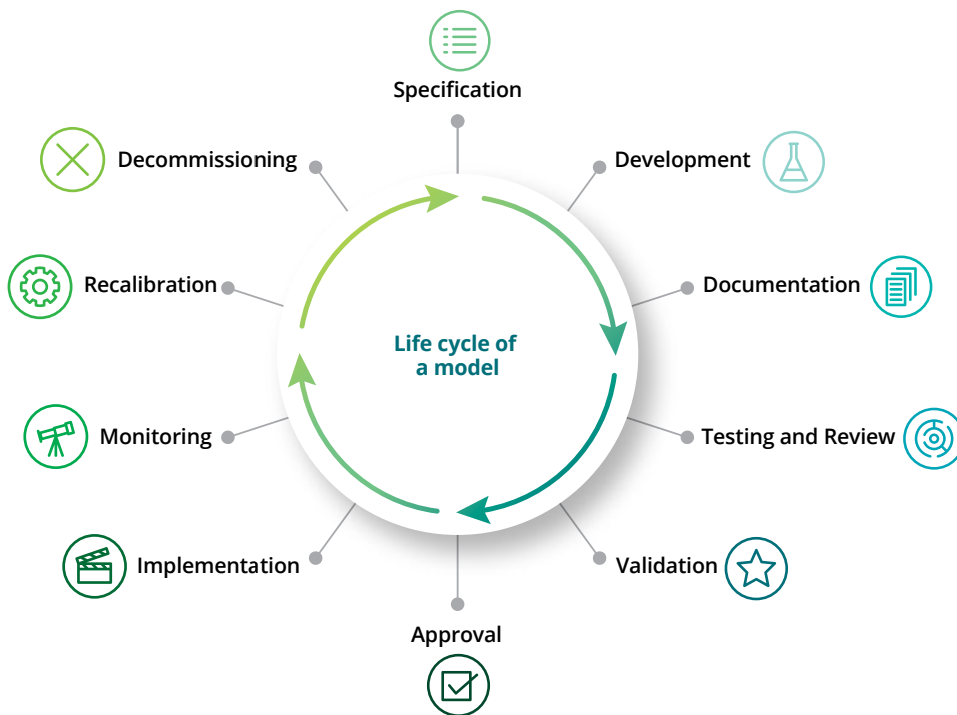 Specification
Decommissioning
Development
Recalibration
Documentation
Life cycle of
a model
Monitoring
Testing and Review
Implementation
Validation
Approval